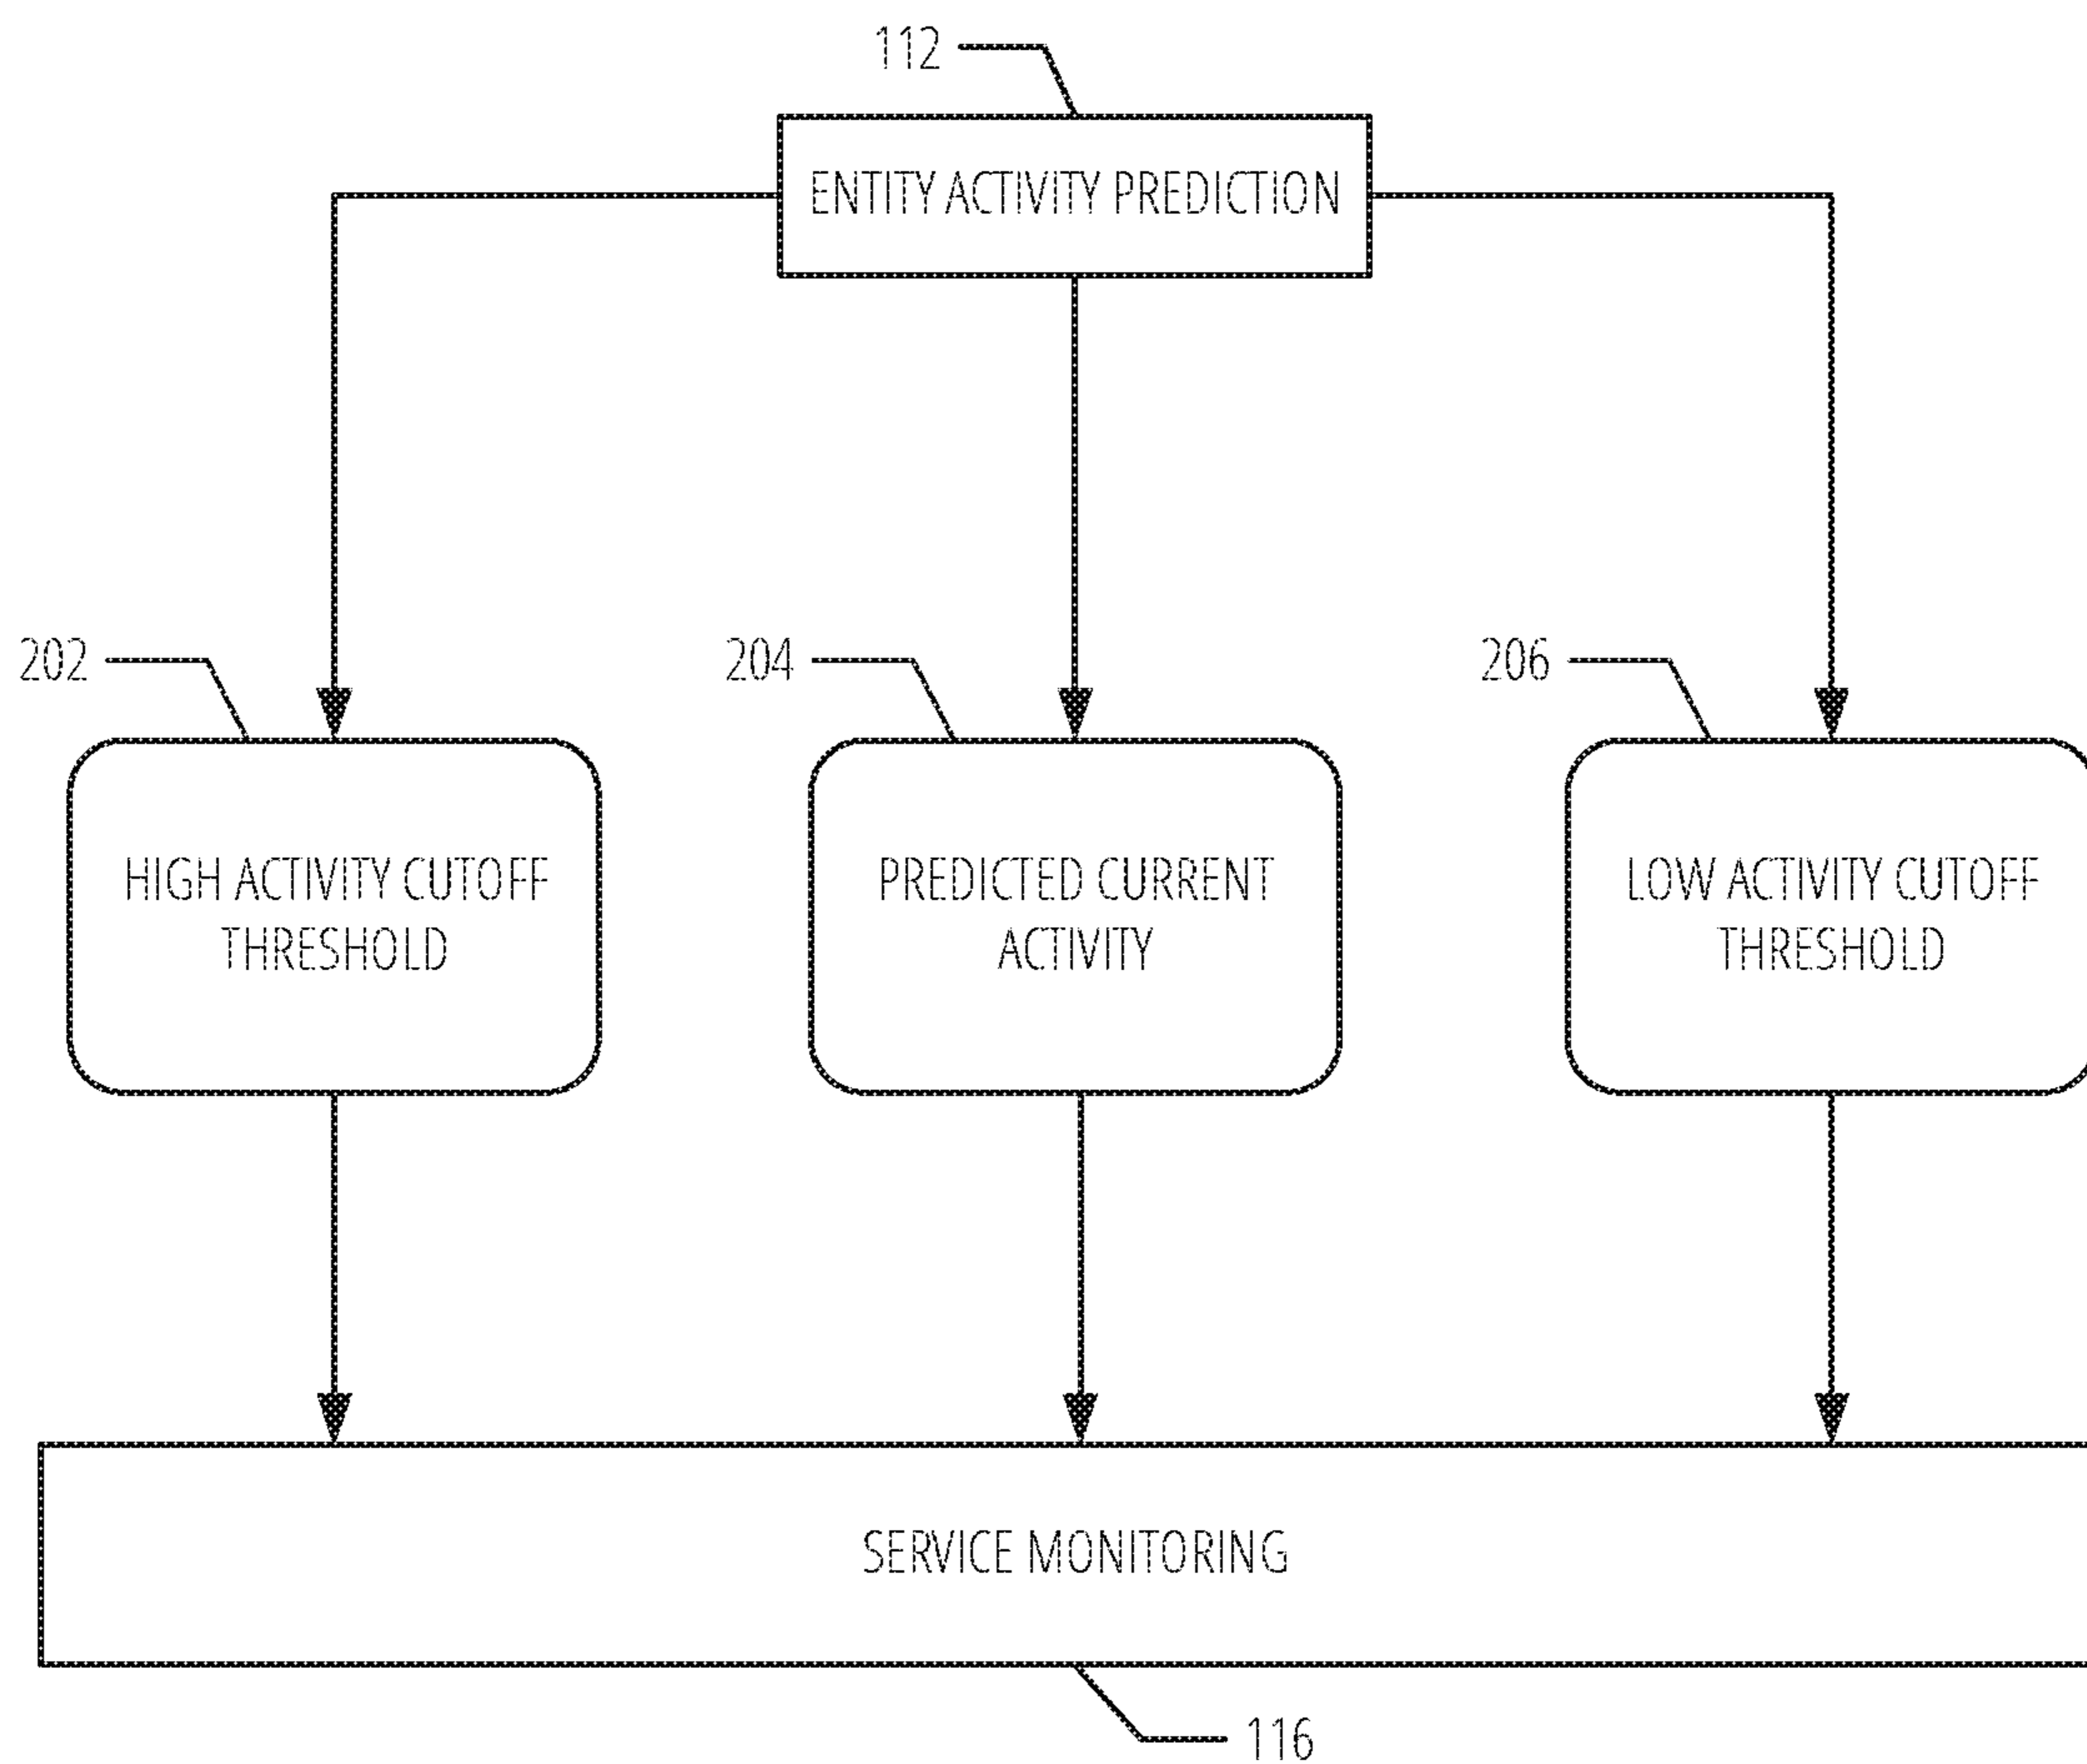 112
ENTITY ACTIVITY PREDICTION
202
204
206
HIGH ACTIVITY CUTOFF
THRESHOLD
PREDICTED CURRENT
ACTIVITY
LOW ACTIVITY CUTOFF
THRESHOLD
SERVICE MONITORING
116